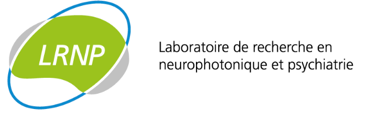 LRNP
Laboratoire de recherche en
neurophotonique et psychiatrie